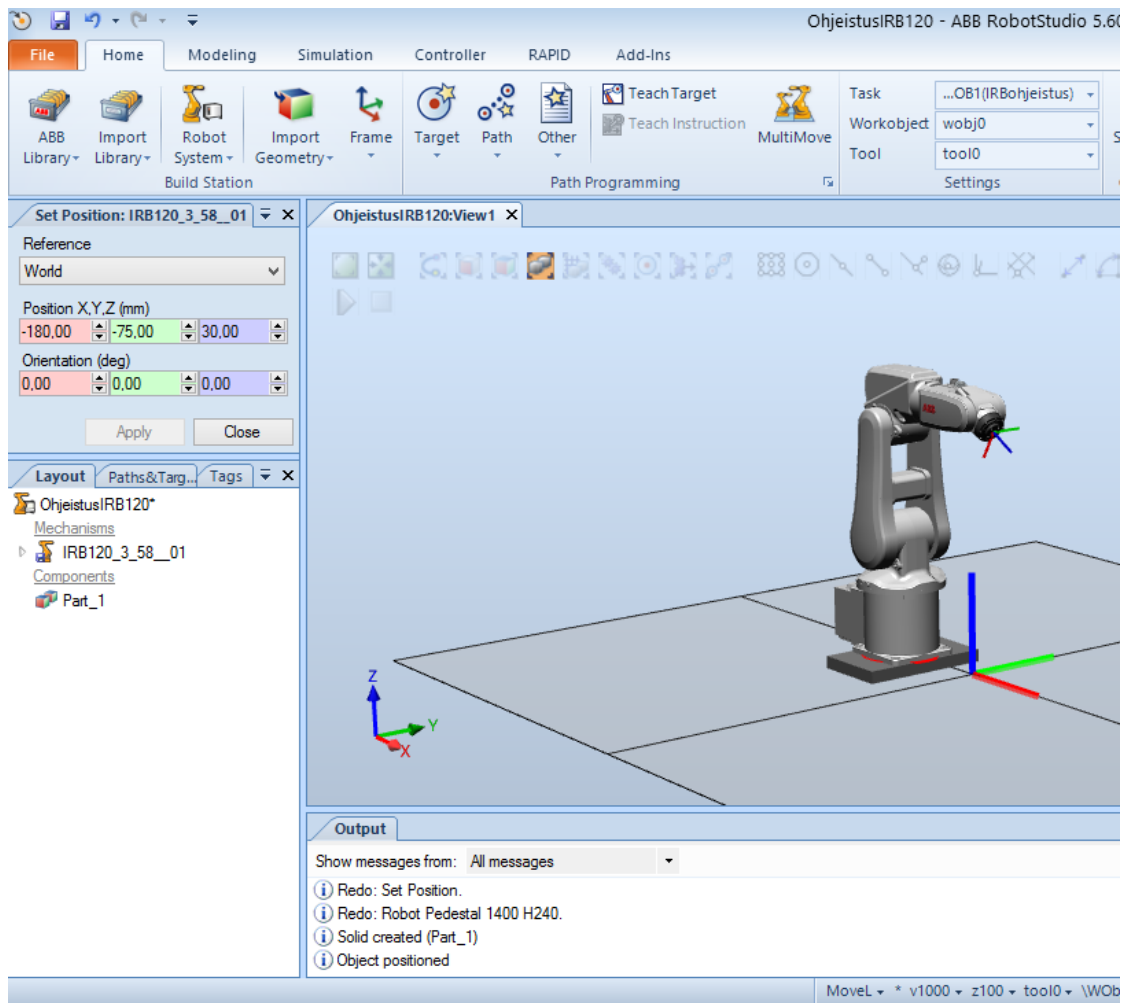 OhjeistusIRB120 - ABB RobotStudio 5.60
File Home Modeling Simulation Controller RAPID Add-Ins
ABB Library Import Library Robot System Import Geometry Frame
Build Station
Target Path Other Teach Target Teach Instruction MultiMove
Path Programming
Task ...OB1(IRBohjeistus)
Workobject wobj0
Tool tool0
Settings
Set Position: IRB120_3_58__01
Reference
World
Position X,Y,Z (mm)
-180,00 -75,00 30,00
Orientation (deg)
0,00 0,00 0,00
Apply Close
Layout Paths&Targ... Tags
OhjeistusIRB120*
Mechanisms
IRB120_3_58__01
Components
Part_1
OhjeistusIRB120:View1
ABB
Z
Y
X
Output
Show messages from: All messages
Redo: Set Position.
Redo: Robot Pedestal 1400 H240.
Solid created (Part_1)
Object positioned
MoveL * v1000 z100 tool0 \WOb